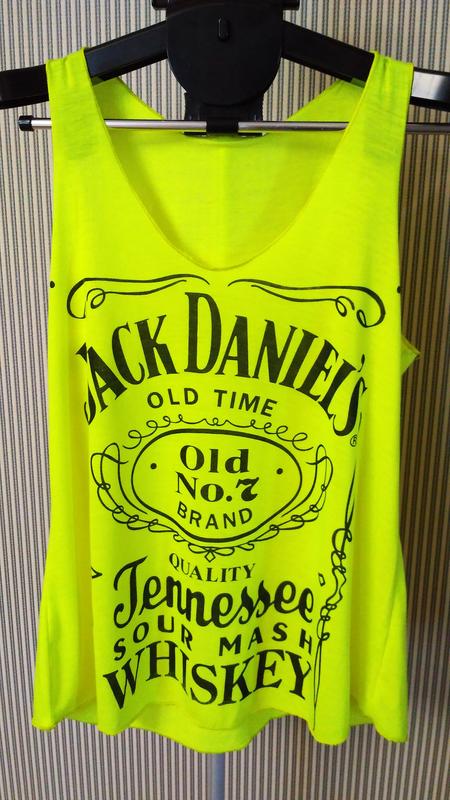 JACK DANIEL'S ®
OLD TIME
Old
No.7
BRAND
QUALITY
Tennessee
SOUR MASH
WHISKEY